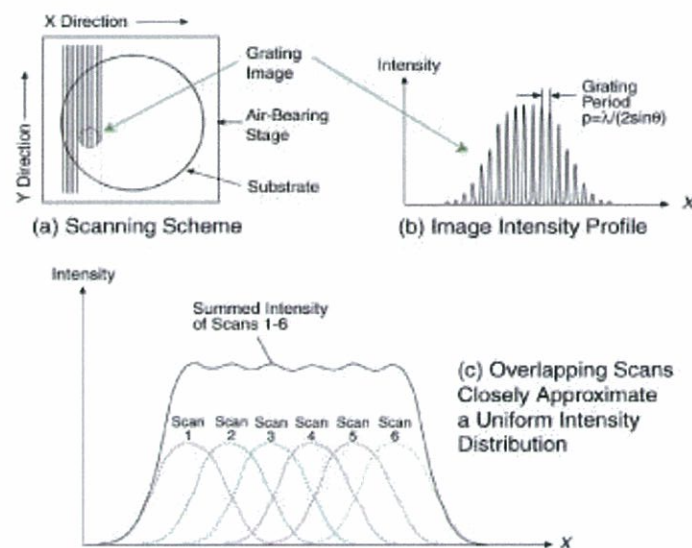 X Direction
Y Direction
Grating
Image
Air-Bearing
Stage
Substrate
(a) Scanning Scheme
Intensity
Grating
Period
p=λ/(2sinθ)
X
(b) Image Intensity Profile
Intensity
Summed Intensity
of Scans 1-6
Scan
1
Scan
2
Scan
3
Scan
4
Scan
5
Scan
6
X
(c) Overlapping Scans
Closely Approximate
a Uniform Intensity
Distribution